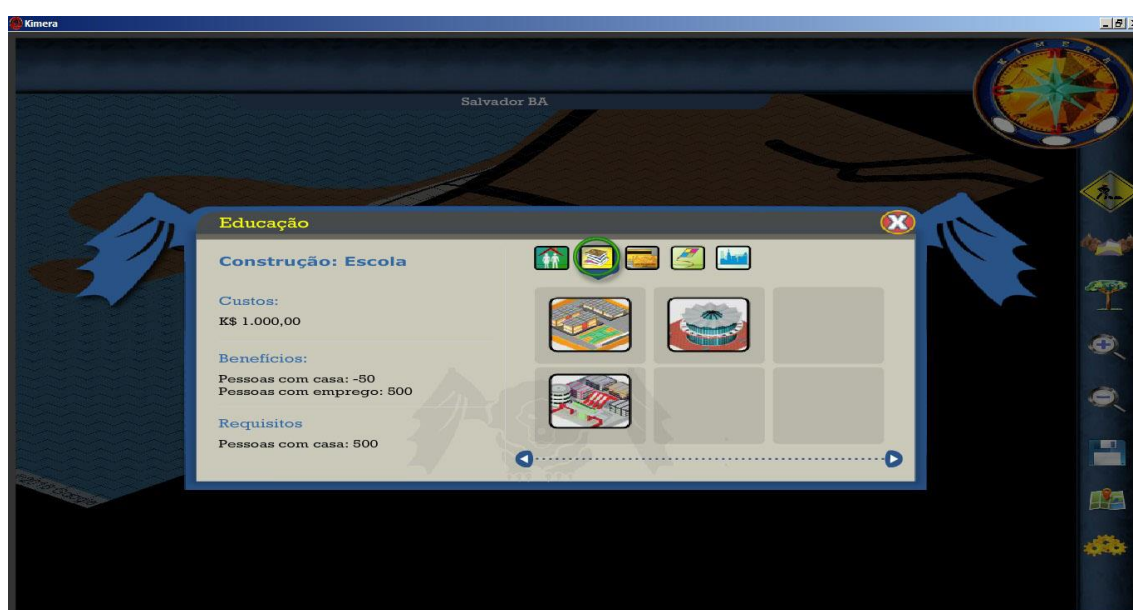 Kimera
KIMERA
Salvador BA
Educação
X
Construção: Escola
Custos:
K$ 1.000,00
Benefícios:
Pessoas com casa: -50
Pessoas com emprego: 500
Requisitos
Pessoas com casa: 500